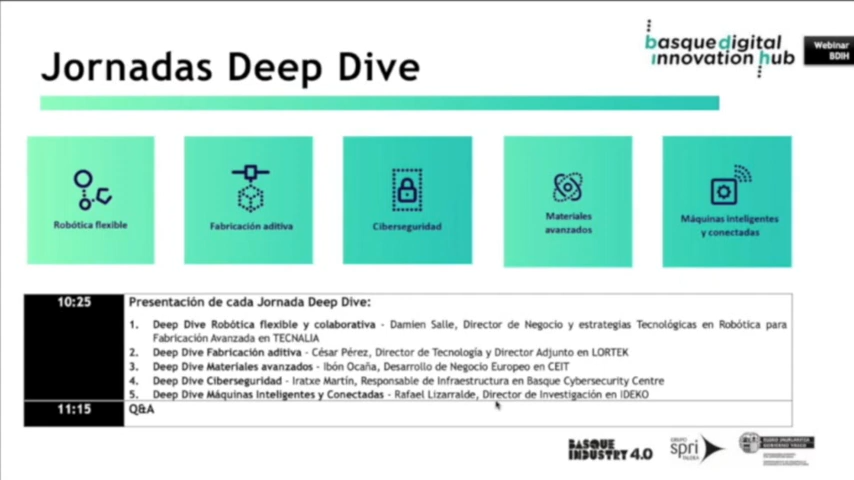 basque digital
innovation hub
Webinar
BDIH
Jornadas Deep Dive
Robótica flexible
Fabricación aditiva
Ciberseguridad
Materiales
avanzados
Máquinas inteligentes
y conectadas
10:25 Presentación de cada Jornada Deep Dive:
1. Deep Dive Robótica flexible y colaborativa - Damien Salle, Director de Negocio y estrategias Tecnológicas en Robótica para
Fabricación Avanzada en TECNALIA
2. Deep Dive Fabricación aditiva - César Pérez, Director de Tecnología y Director Adjunto en LORTEK
3. Deep Dive Materiales avanzados - Ibón Ocaña, Desarrollo de Negocio Europeo en CEIT
4. Deep Dive Ciberseguridad - Iratxe Martín, Responsable de Infraestructura en Basque Cybersecurity Centre
5. Deep Dive Máquinas Inteligentes y Conectadas - Rafael Lizarralde, Director de Investigación en IDEKO
11:15 Q&A
BASQUE
INDUSTRY 4.0
GRUPO
spri
TALDEA